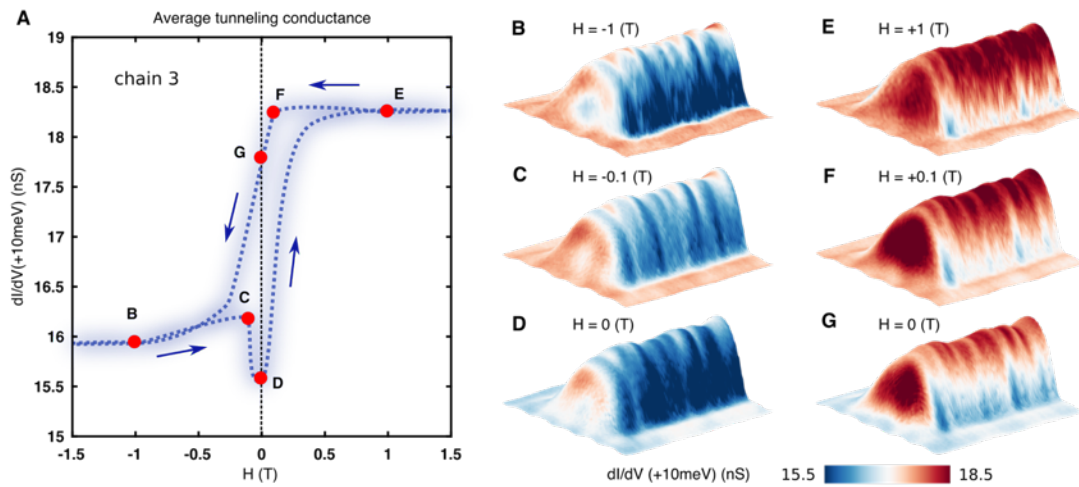 A
Average tunneling conductance
chain 3
dI/dV(+10meV) (nS)
19
18.5
18
17.5
17
16.5
16
15.5
15
-1.5
-1
-0.5
0
0.5
1
1.5
H (T)
B
C
D
E
F
G
B
H = -1 (T)
E
H = +1 (T)
C
H = -0.1 (T)
F
H = +0.1 (T)
D
H = 0 (T)
G
H = 0 (T)
dI/dV (+10meV) (nS)
15.5
18.5